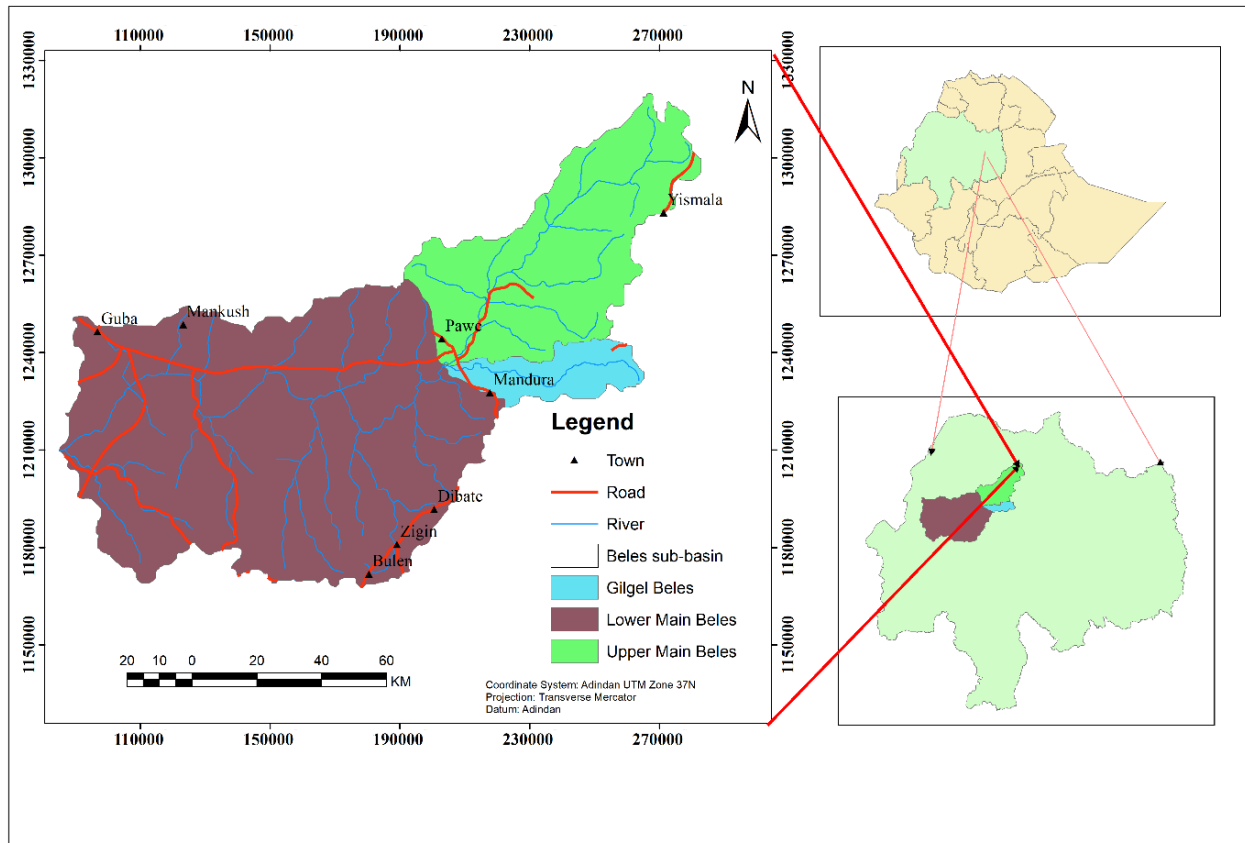 110000 150000 190000 230000 270000
1330000 1330000
N
1300000 1300000
Yismala
1270000 1270000
Guba
Mankush
Pawe
1240000 1240000
Mandura
Legend
1210000 1210000
Town
Dibate
Road
Zigin
River
1180000 1180000
Bulen
Beles sub-basin
Gilgel Beles
Lower Main Beles
1150000 1150000
Upper Main Beles
20 10 0 20 40 60
KM
Coordinate System: Adindan UTM Zone 37N
Projection: Transverse Mercator
Datum: Adindan
110000 150000 190000 230000 270000